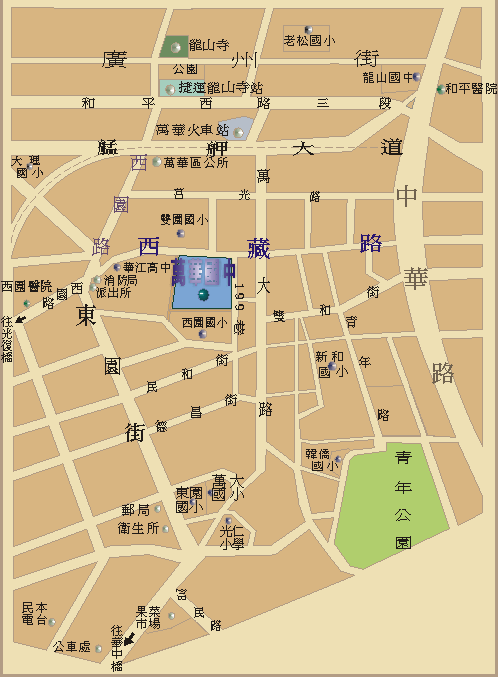 龍山寺
老松國小
廣州街
公園
龍山國中
捷運龍山寺站
和平醫院
和平西路三段
萬華火車站
艋舺大道
大理
國小
萬華區公所
西園路
萬大路
中華路
莒光路
雙園國小
西藏路
華江高中
萬華國中
消防局
派出所
西園醫院
西園路
往光復橋
東園街
199巷
西園國小
雙和街
青年路
新和
國小
民和街
寶昌街
韓僑
國小
青年公園
東園
國小
萬大
國小
郵局
衛生所
光仁
小學
富民路
民本
電台
果菜
市場
公車處
往華中橋